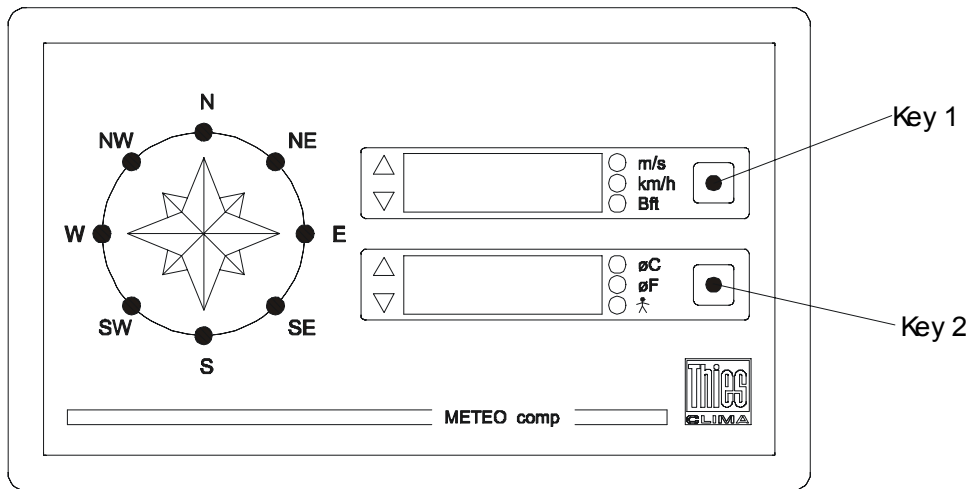 N
NW
NE
W
E
SW
SE
S
m/s
km/h
Bft
Key 1
øC
øF
Key 2
Thies
CLIMA
METEO comp